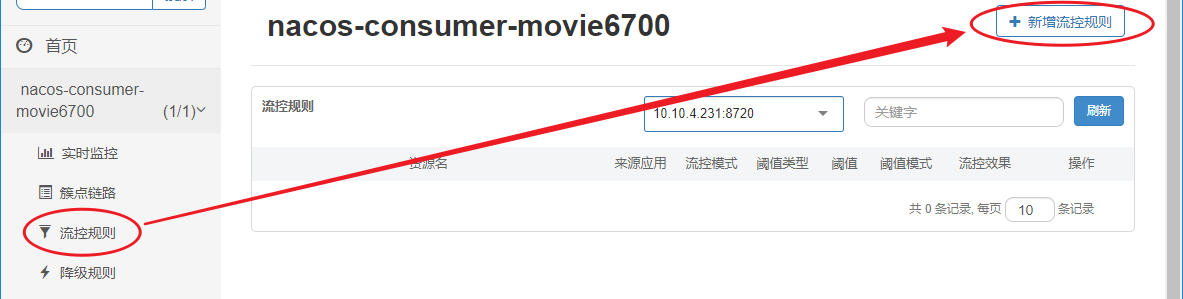 nacos-consumer-movie6700
新增流控规则
首页
nacos-consumer-
movie6700 (1/1)
实时监控
簇点链路
流控规则
降级规则
流控规则 10.10.4.231:8720 关键字 刷新
资源名 来源应用 流控模式 阈值类型 阈值 阈值模式 流控效果 操作
共 0 条记录, 每页 10 条记录